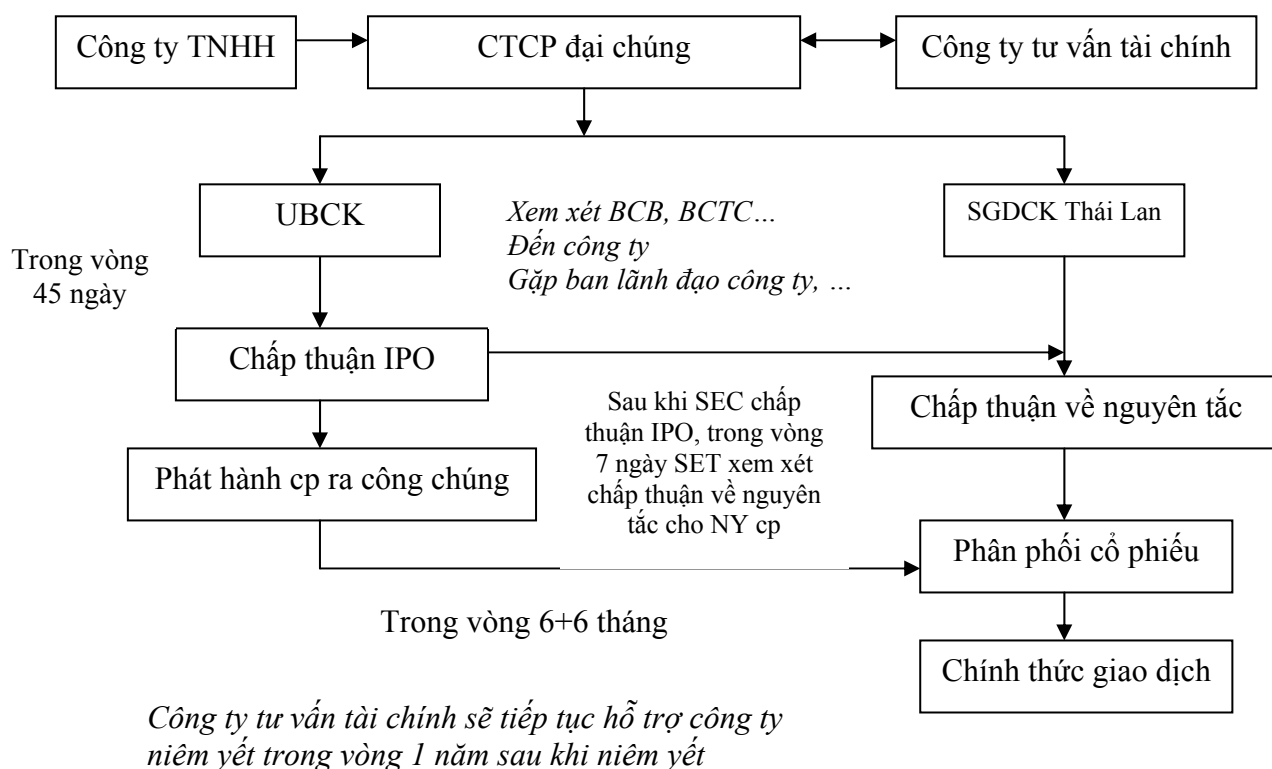 Công ty TNHH
CTCP đại chúng
Công ty tư vấn tài chính
UBCK
Xem xét BCB, BCTC…
Đến công ty
Gặp ban lãnh đạo công ty, …
SGDCK Thái Lan
Trong vòng
45 ngày
Chấp thuận IPO
Sau khi SEC chấp
thuận IPO, trong vòng
7 ngày SET xem xét
chấp thuận về nguyên
tắc cho NY cp
Chấp thuận về nguyên tắc
Phát hành cp ra công chúng
Phân phối cổ phiếu
Trong vòng 6+6 tháng
Chính thức giao dịch
Công ty tư vấn tài chính sẽ tiếp tục hỗ trợ công ty
niêm yết trong vòng 1 năm sau khi niêm yết